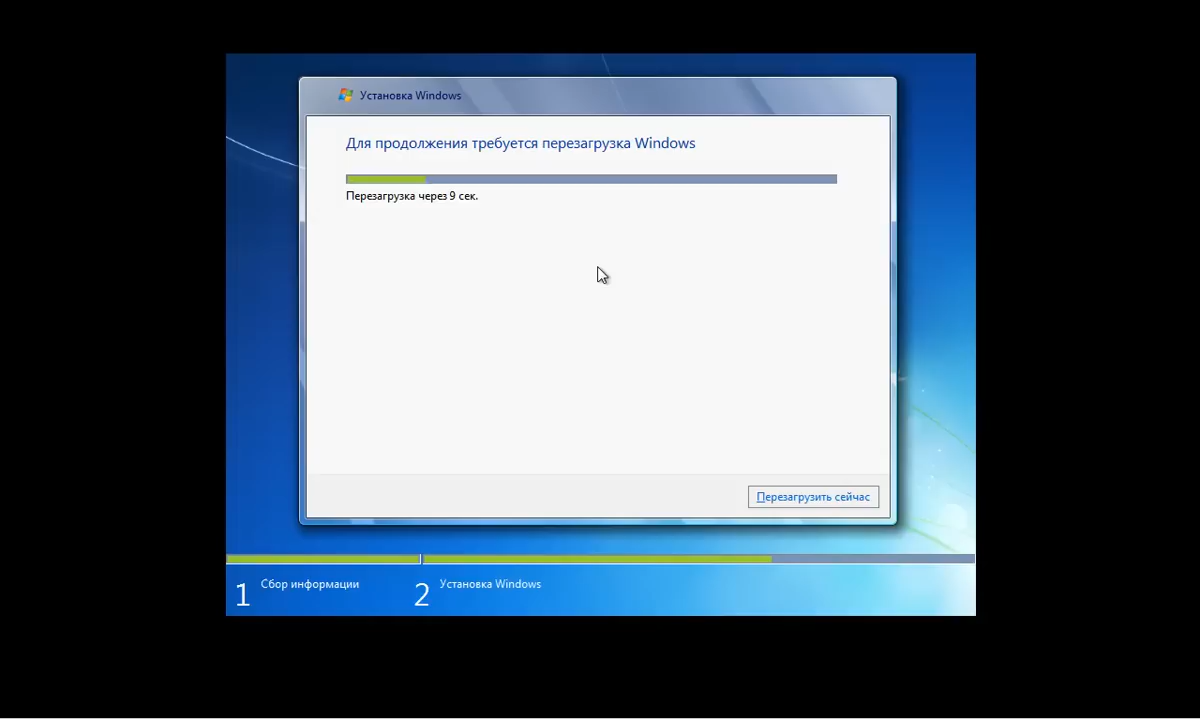 Установка Windows
Для продолжения требуется перезагрузка Windows
Перезагрузка через 9 сек.
Перезагрузить сейчас
1 Сбор информации
2 Установка Windows